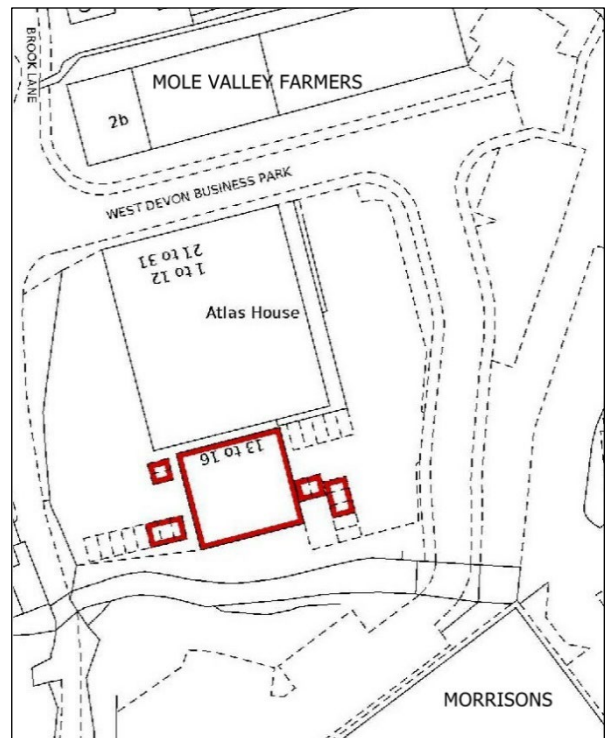 BROOK LANE
MOLE VALLEY FARMERS
2b
WEST DEVON BUSINESS PARK
1 to 12
21 to 31
Atlas House
13 to 16
MORRISONS